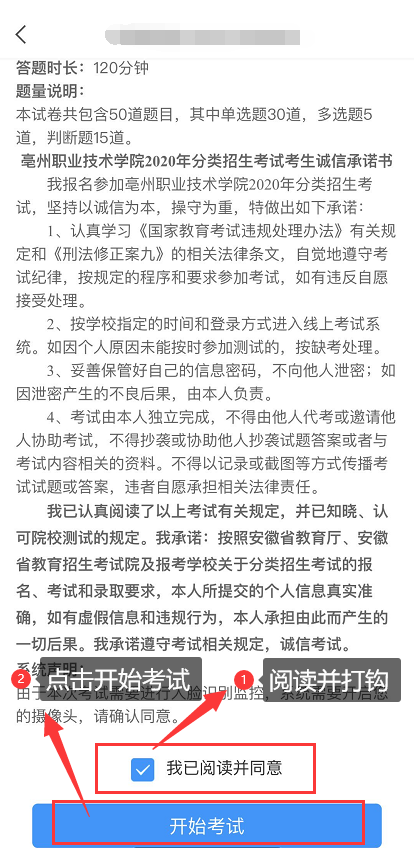 答题时长：120分钟
题量说明：
本试卷共包含50道题目，其中单选题30道，多选题5
道，判断题15道。
亳州职业技术学院2020年分类招生考试考生诚信承诺书
我报名参加亳州职业技术学院2020年分类招生考
试，坚持以诚信为本，操守为重，特做出如下承诺：
1、认真学习《国家教育考试违规处理办法》有关规
定和《刑法修正案九》的相关法律条文，自觉地遵守考
试纪律，按规定的程序和要求参加考试，如有违反自愿
接受处理。
2、按学校指定的时间和登录方式进入线上考试系
统。如因个人原因未能按时参加测试的，按缺考处理。
3、妥善保管好自己的信息密码，不向他人泄密；如
因泄密产生的不良后果，由本人负责。
4、考试由本人独立完成，不得由他人代考或邀请他
人协助考试，不得抄袭或协助他人抄袭试题答案或者与
考试内容相关的资料。不得以记录或截图等方式传播考
试试题或答案，违者自愿承担相关法律责任。
我已认真阅读了以上考试有关规定，并已知晓、认
可院校测试的规定。我承诺：按照安徽省教育厅、安徽
省教育招生考试院及报考学校关于分类招生考试的报
名、考试和录取要求，本人所提交的个人信息真实准
确，如有虚假信息和违规行为，本人承担由此而产生的
一切后果。我承诺遵守考试相关规定，诚信考试。
系统声明：
2 点击开始考试
1 阅读并打钩
由于本次考试需要进行人脸识别监控，系统需要开启您
的摄像头，请确认同意。
我已阅读并同意
开始考试